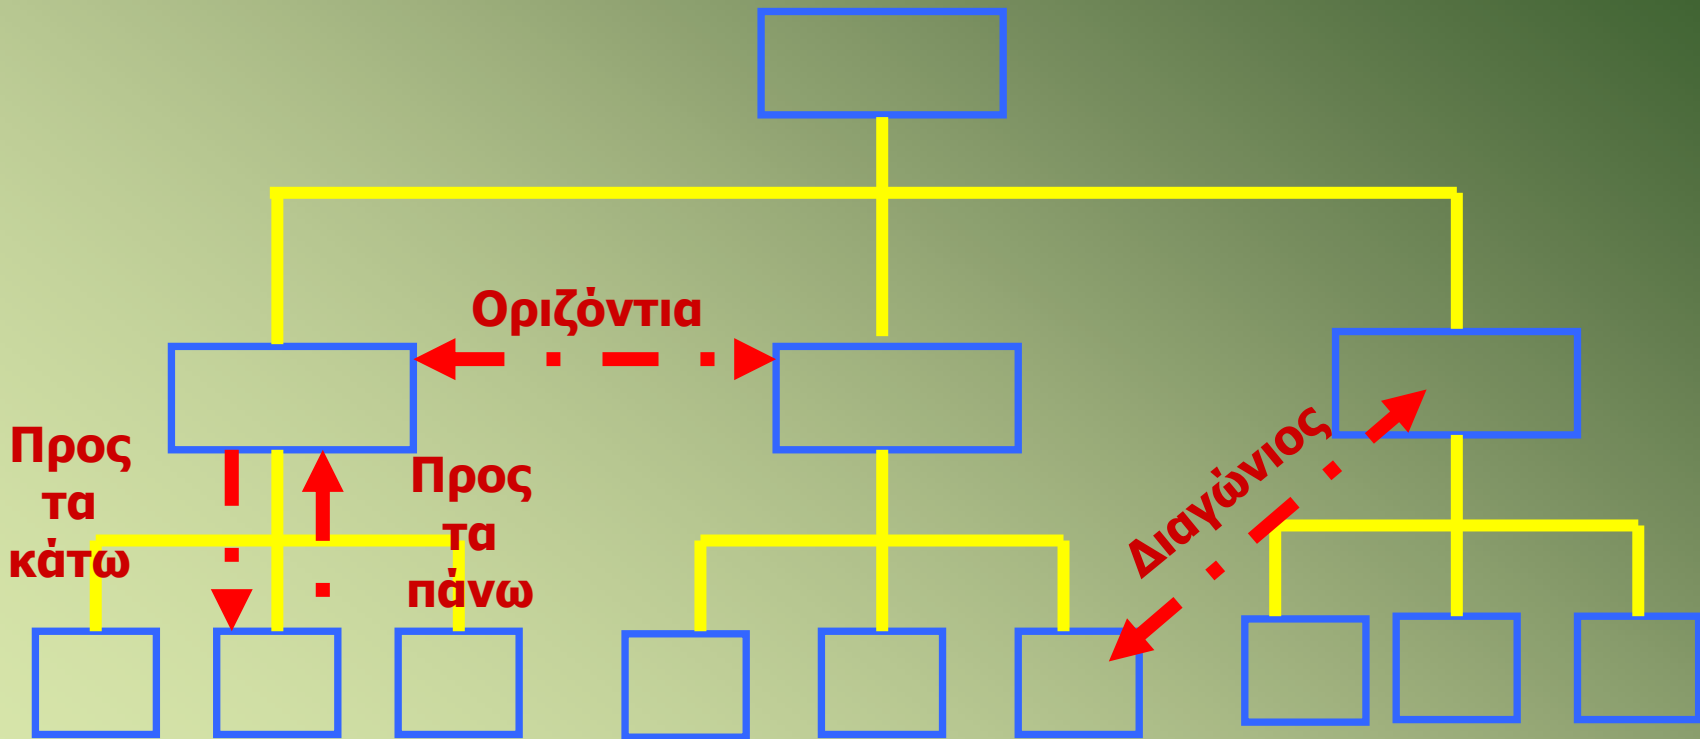 Οριζόντια
Προς
τα
κάτω
Προς
τα
πάνω
Διαγώνιος